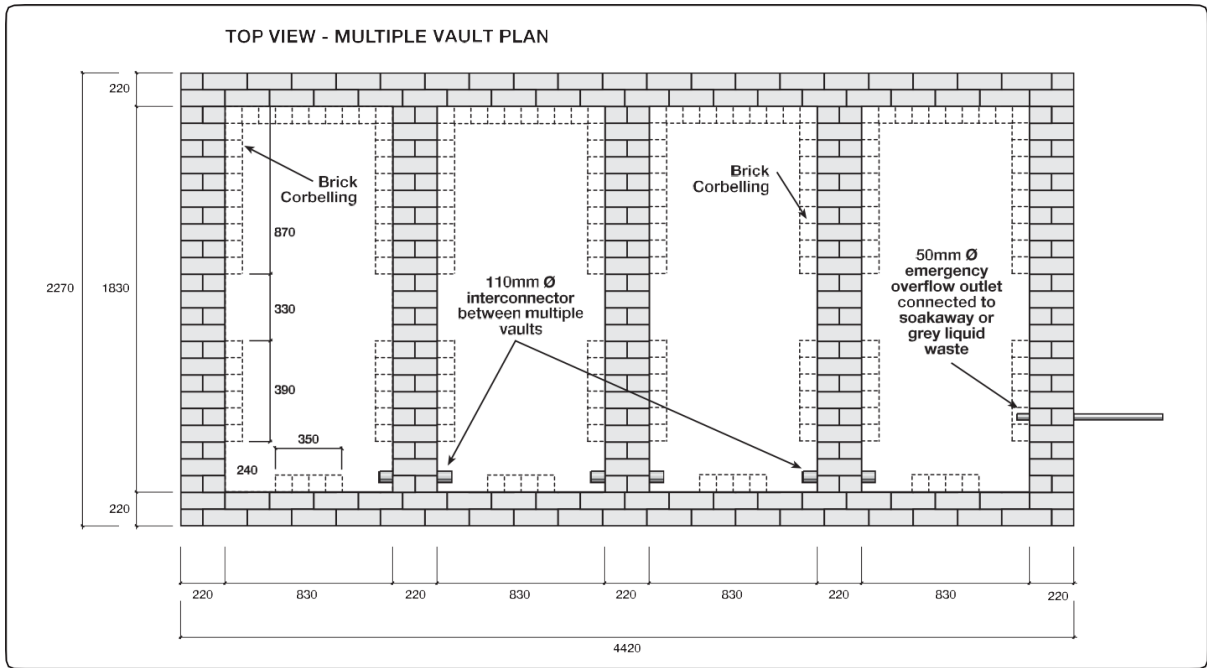 TOP VIEW - MULTIPLE VAULT PLAN
220
Brick
Corbelling
Brick
Corbelling
870
50mm Ø
emergency
overflow outlet
connected to
soakaway or
grey liquid
waste
110mm Ø
interconnector
between multiple
vaults
2270
1830
330
390
350
240
220
220
830
220
830
220
830
220
830
220
4420